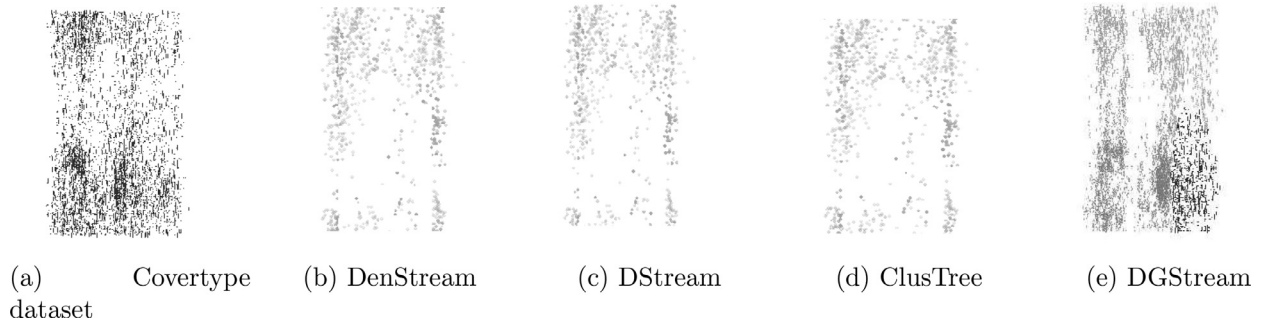 (a) Covertype dataset
(b) DenStream
(c) DStream
(d) ClusTree
(e) DGStream